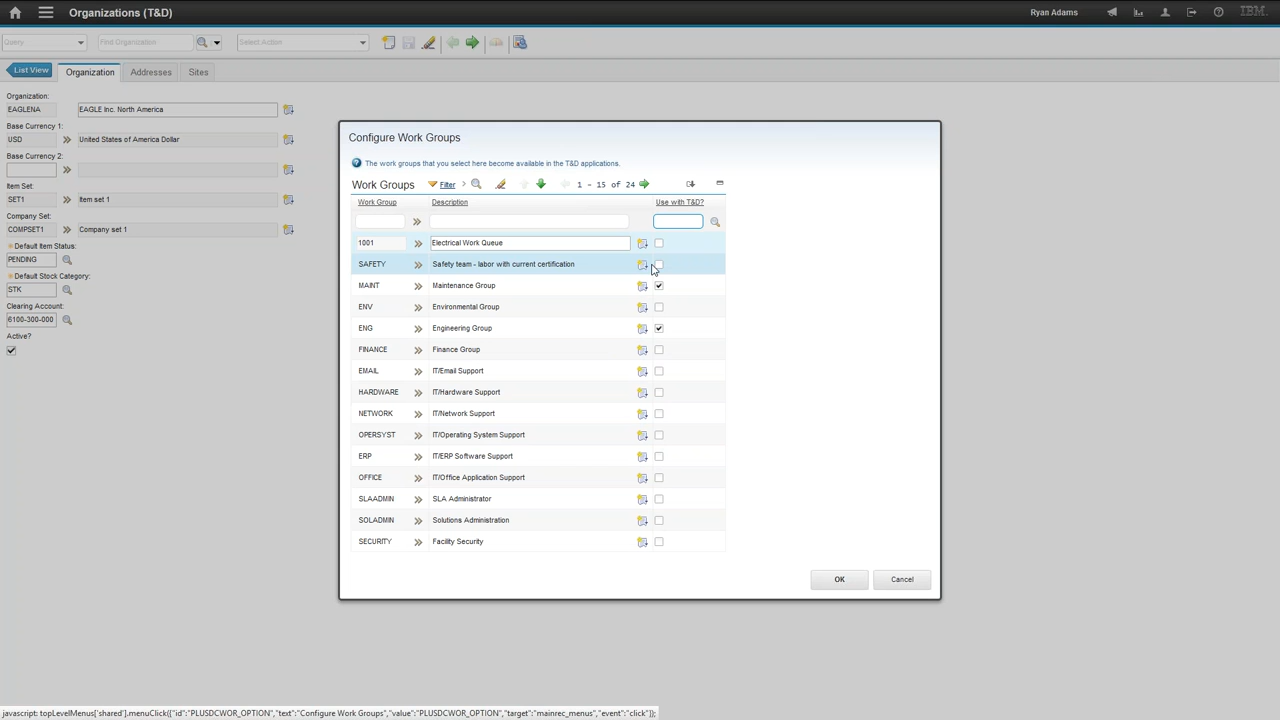 Organizations (T&D)
Ryan Adams
IBM.
Query
Find Organization
Select Action
List View
Organization
Addresses
Sites
Organization:
EAGLENA
EAGLE Inc. North America
Base Currency 1:
USD
United States of America Dollar
Base Currency 2:
Item Set:
SET1
Item set 1
Company Set:
COMPSET1
Company set 1
Default Item Status:
PENDING
Default Stock Category:
STK
Clearing Account:
6100-300-000
Active?
Configure Work Groups
The work groups that you select here become available in the T&D applications.
Work Groups
Filter
1 - 15 of 24
Work Group
Description
Use with T&D?
1001
Electrical Work Queue
SAFETY
Safety team - labor with current certification
MAINT
Maintenance Group
ENV
Environmental Group
ENG
Engineering Group
FINANCE
Finance Group
EMAIL
IT/Email Support
HARDWARE
IT/Hardware Support
NETWORK
IT/Network Support
OPERSYST
IT/Operating System Support
ERP
IT/ERP Software Support
OFFICE
IT/Office Application Support
SLAADMIN
SLA Administrator
SOLADMIN
Solutions Administration
SECURITY
Facility Security
OK
Cancel
javascript: topLevelMenus['shared'].menuClick({"id":"PLUSDCWOR_OPTION","text":"Configure Work Groups","value":"PLUSDCWOR_OPTION","target":"mainrec_menus","event":"click"});